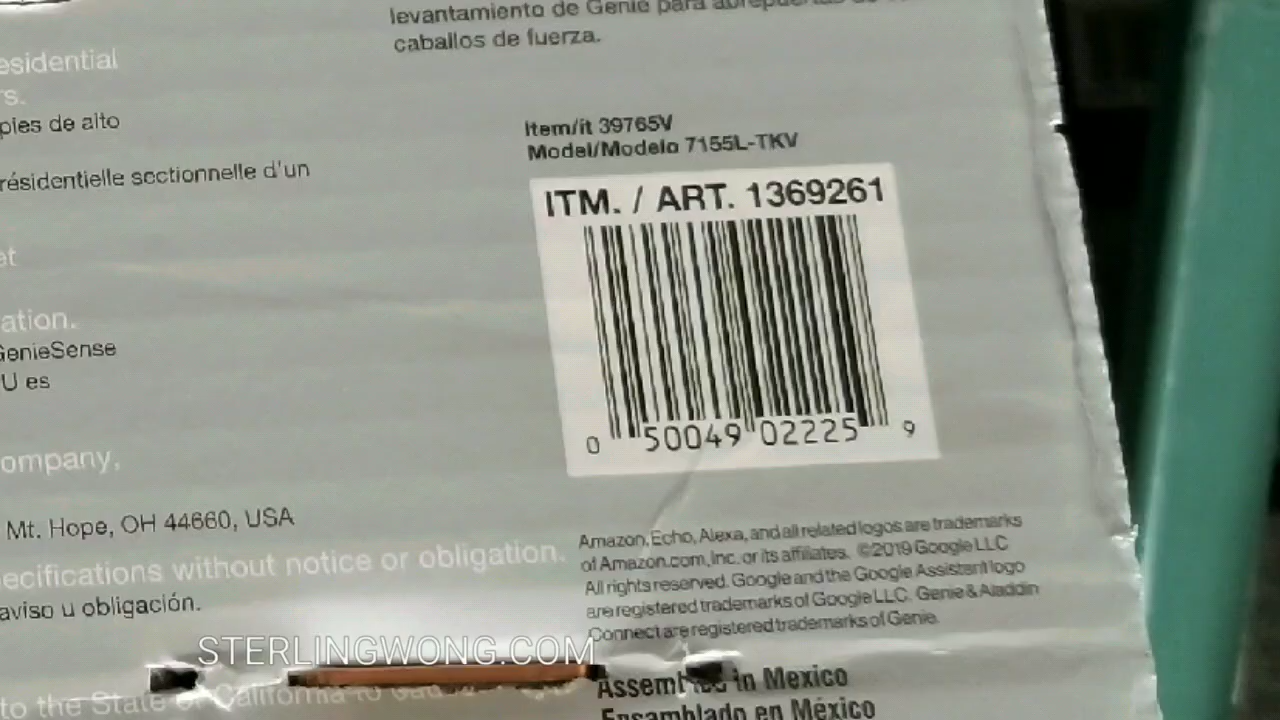 levantamiento de Genie para
caballos de fuerza.
esidential
s.
pies de alto
résidentielle sectionnelle d'un
et
ation.
GenieSense
U es
ompany,
Mt. Hope, OH 44660, USA
ecifications without notice or obligation.
aviso u obligación.
to the State of California to
Item/it 39765V
Model/Modelo 7155L-TKV
ITM. / ART. 1369261
0 50049 02225 9
Amazon, Echo, Alexa, and all related logos are trademarks
of Amazon.com, Inc. or its affiliates. ©2019 Google LLC
All rights reserved. Google and the Google Assistant logo
are registered trademarks of Google LLC. Genie & Aladdin
Connect are registered trademarks of Genie.
Assembled in Mexico
Ensamblado en México
STERLINGWONG.COM